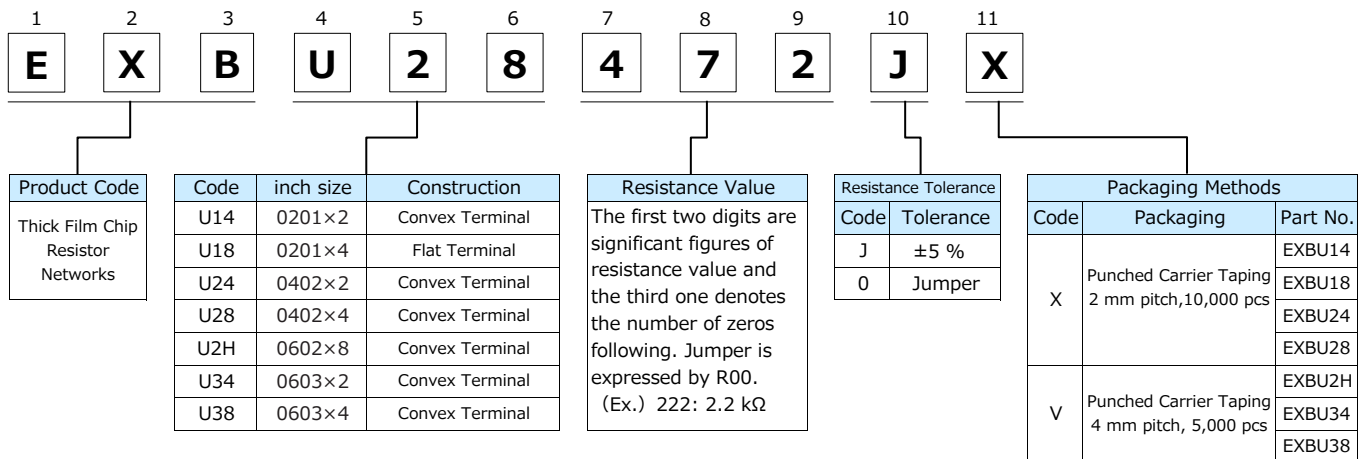 1 2 3 4 5 6 7 8 9 10 11
E X B U 2 8 4 7 2 J X
Product Code
Thick Film Chip
Resistor
Networks
Code inch size Construction
U14 0201×2 Convex Terminal
U18 0201×4 Flat Terminal
U24 0402×2 Convex Terminal
U28 0402×4 Convex Terminal
U2H 0602×8 Convex Terminal
U34 0603×2 Convex Terminal
U38 0603×4 Convex Terminal
Resistance Value
The first two digits are
significant figures of
resistance value and
the third one denotes
the number of zeros
following. Jumper is
expressed by R00.
（Ex.）222: 2.2 kΩ
Resistance Tolerance
Code Tolerance
J ±5 %
0 Jumper
Packaging Methods
Code Packaging Part No.
X
Punched Carrier Taping
2 mm pitch,10,000 pcs
EXBU14
EXBU18
EXBU24
EXBU28
V
Punched Carrier Taping
4 mm pitch, 5,000 pcs
EXBU2H
EXBU34
EXBU38